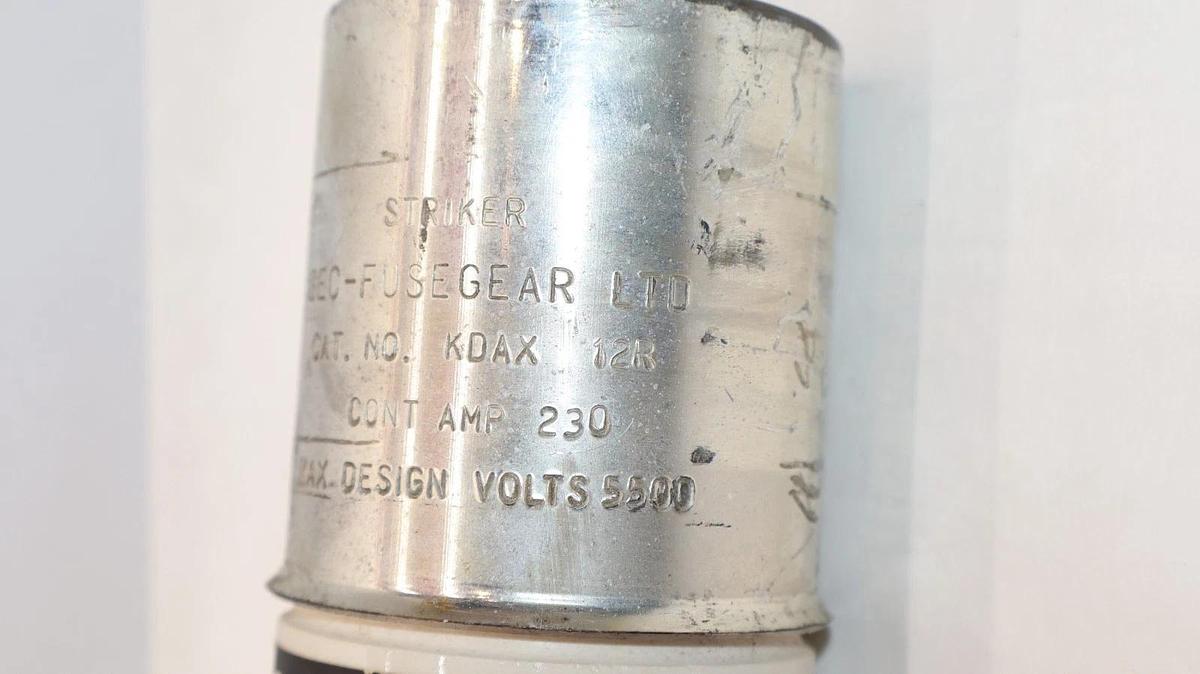 STRIKER
GEC-FUSEGEAR LTD
CAT. NO. KDAX 12R
CONT AMP 230
MAX. DESIGN VOLTS 5500